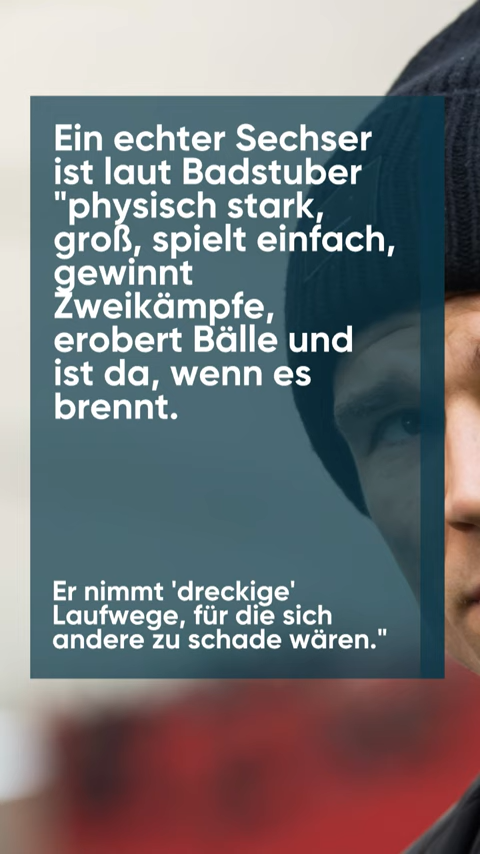 Ein echter Sechser
ist laut Badstuber
"physisch stark,
groß, spielt einfach,
gewinnt
Zweikämpfe,
erobert Bälle und
ist da, wenn es
brennt.
Er nimmt 'dreckige'
Laufwege, für die sich
andere zu schade wären."